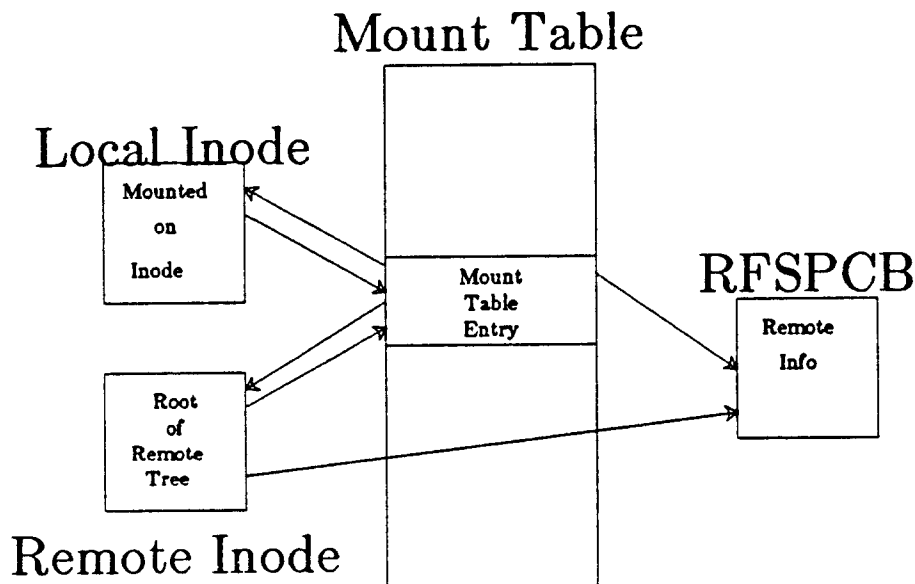 Mount Table
Local Inode
Mounted
on
Inode
Mount
Table
Entry
RFSPCB
Remote
Info
Root
of
Remote
Tree
Remote Inode